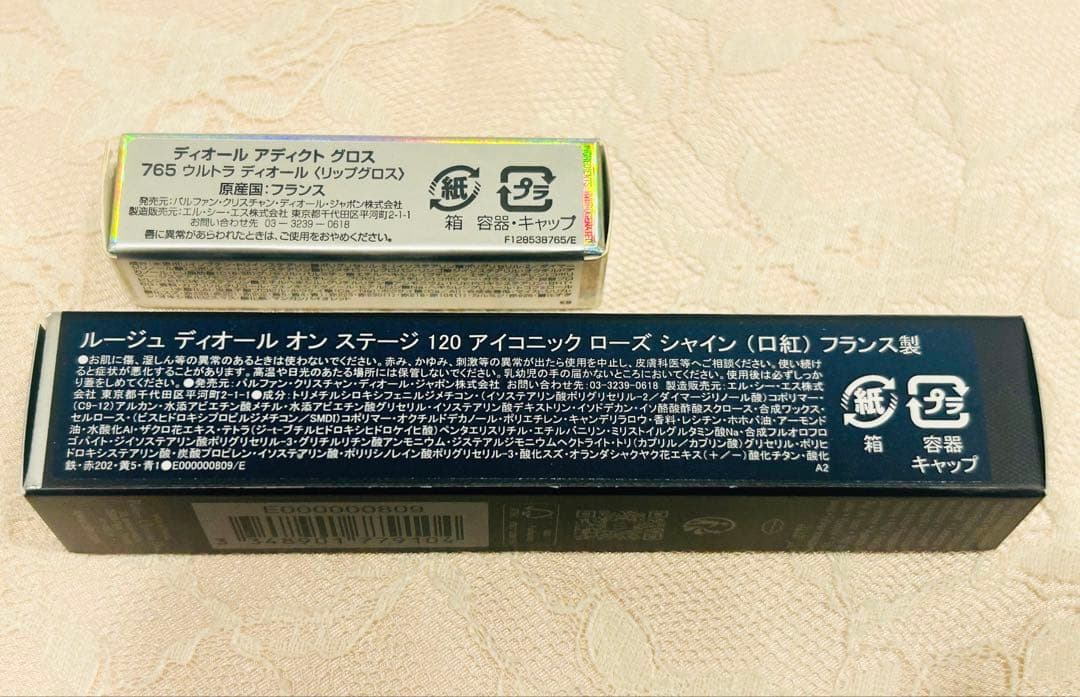 ディオール アディクト グロス
765 ウルトラ ディオール〈リップグロス〉
原産国:フランス
発売元:パルファン・クリスチャン・ディオール・ジャポン株式会社
製造販売元:エル・シー・エス株式会社 東京都千代田区平河町2-1-1
お問い合わせ先 03-3239-0618
唇に異常があらわれたときは、ご使用をおやめください。
紙
箱
プラ
容器・キャップ
F128538765/E
ルージュ ディオール オン ステージ 120 アイコニック ローズ シャイン(口紅)フランス製
●お肌に傷、湿しん等の異常のあるときは使わないでください。赤み、かゆみ、刺激等の異常が出たら使用を中止し、皮膚科医等へご相談ください。使い続け
ると症状が悪化することがあります。高温や日光のあたる場所には保管しないでください。乳幼児の手の届かないところにおいてください。使用後は必ずしっか
り蓋をしめてください。●発売元:パルファン・クリスチャン・ディオール・ジャポン株式会社 お問い合わせ先:03-3239-0618 製造販売元:エル・シー・エス株式
会社 東京都千代田区平河町2-1-1●成分:トリメチルシロキシフェニルジメチコン・(イソステアリン酸ポリグリセリル-2/ダイマージリノール酸)コポリマー・
(C9-12)アルカン・水添アビエチン酸メチル・水添アビエチン酸グリセリル・イソステアリン酸デキストリン・イソドデカン・イソ酪酸酢酸スクロース・合成ワックス・
セルロース・(ビスヒドロキシプロピルジメチコン/SMDI)コポリマー・オクチルドデカノール・ポリエチレン・キャンデリラロウ・香料・レシチン・ホホバ油・アーモンド
油・水酸化Al・ザクロ花エキス・テトラ(ジ-t-ブチルヒドロキシヒドロケイヒ酸)ペンタエリスリチル・エチルバニリン・ミリストイルグルタミン酸Na・合成フルオロフロ
ゴパイト・ジイソステアリン酸ポリグリセリル-3・グリチルリチン酸アンモニウム・ジステアルジモニウムヘクトライト・トリ(カプリル/カプリン酸)グリセリル・ポリヒ
ドロキシステアリン酸・炭酸プロピレン・イソステアリン酸・ポリリシノレイン酸ポリグリセリル-3・酸化スズ・オランダシャクヤク花エキス(+/-)酸化チタン・酸化
鉄・赤202・黄5・青1●E000000809/E
A2
紙
箱
プラ
容器
キャップ
E000000809